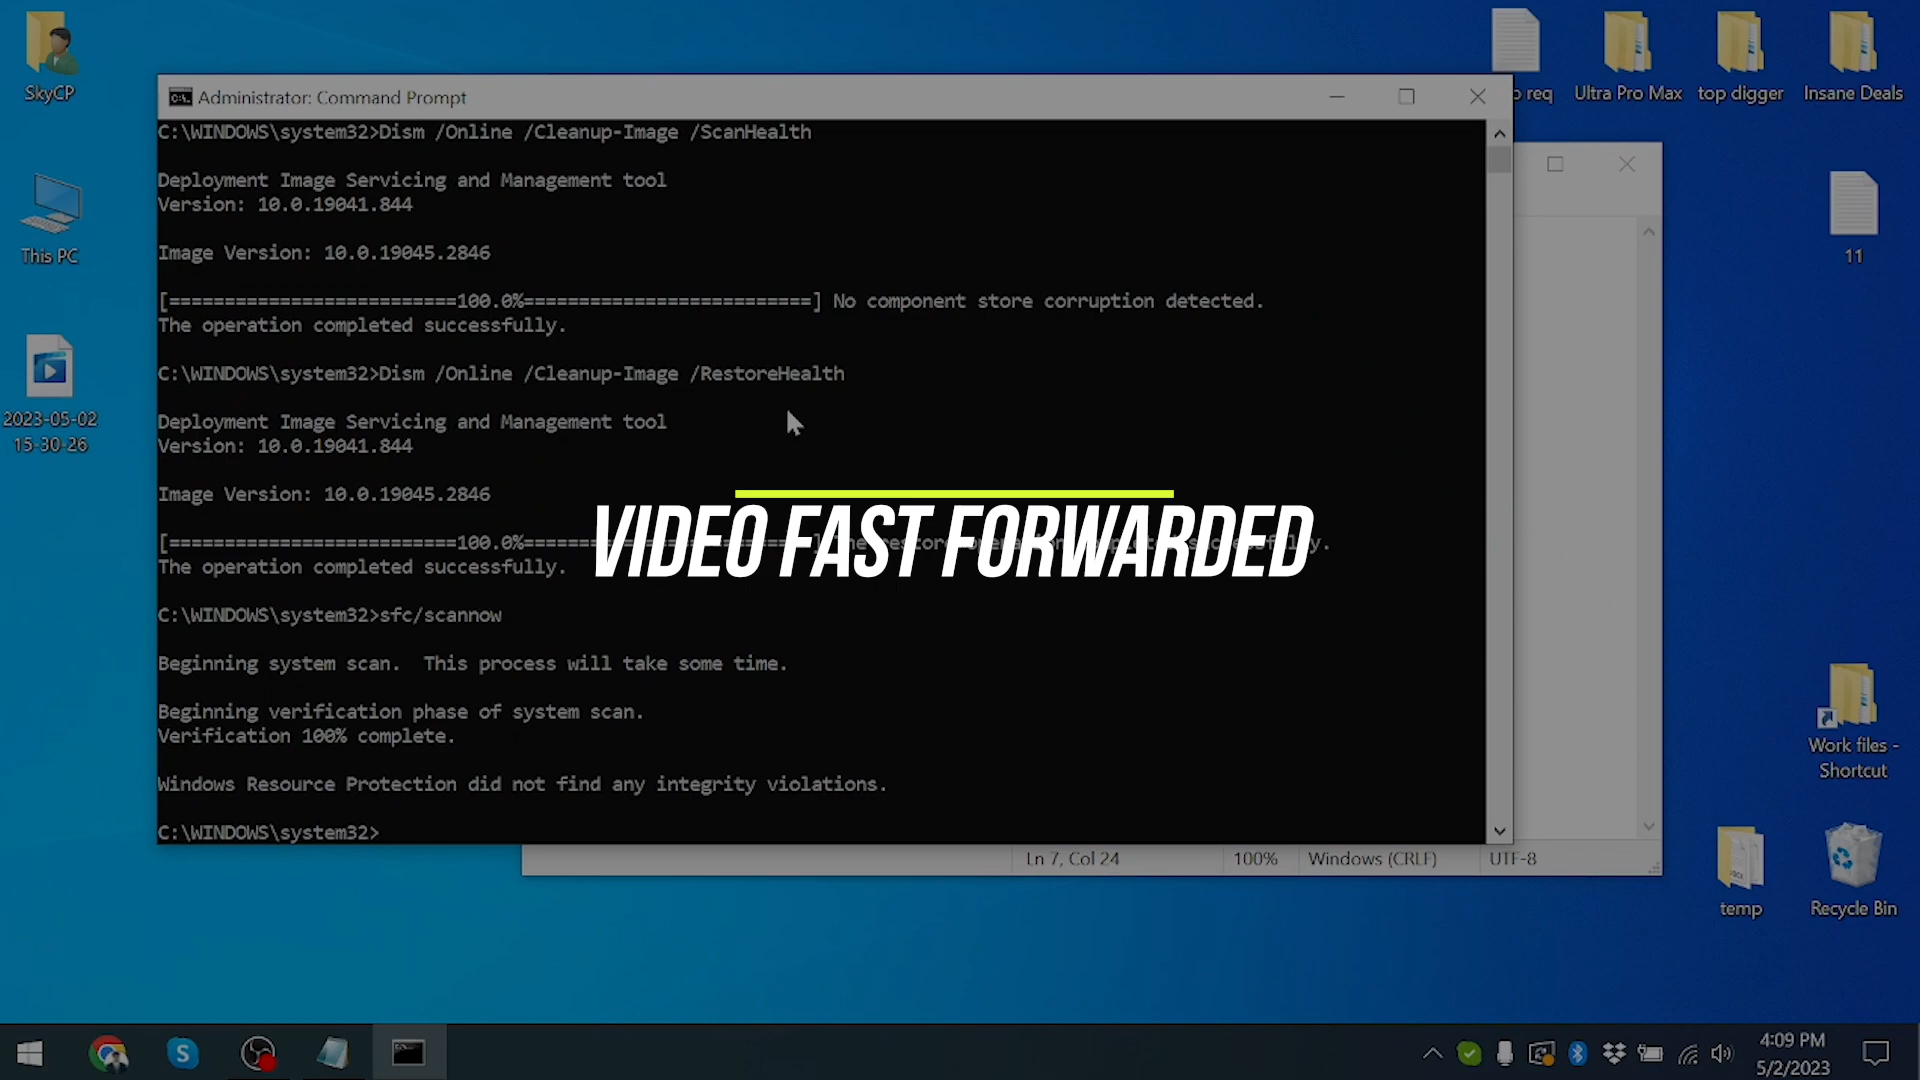 SkyCP
This PC
2023-05-02
15-30-26
Administrator: Command Prompt
C:\WINDOWS\system32>Dism /Online /Cleanup-Image /ScanHealth
Deployment Image Servicing and Management tool
Version: 10.0.19041.844
Image Version: 10.0.19045.2846
[==========================100.0%==========================] No component store corruption detected.
The operation completed successfully.
C:\WINDOWS\system32>Dism /Online /Cleanup-Image /RestoreHealth
Deployment Image Servicing and Management tool
Version: 10.0.19041.844
Image Version: 10.0.19045.2846
[==========================100.0%==========================] The restore operation completed successfully.
The operation completed successfully.
VIDEO FAST FORWARDED
C:\WINDOWS\system32>sfc/scannow
Beginning system scan.  This process will take some time.
Beginning verification phase of system scan.
Verification 100% complete.
Windows Resource Protection did not find any integrity violations.
C:\WINDOWS\system32>
Ln 7, Col 24
100%
Windows (CRLF)
UTF-8
req
Ultra Pro Max
top digger
Insane Deals
11
Work files -
Shortcut
temp
Recycle Bin
4:09 PM
5/2/2023